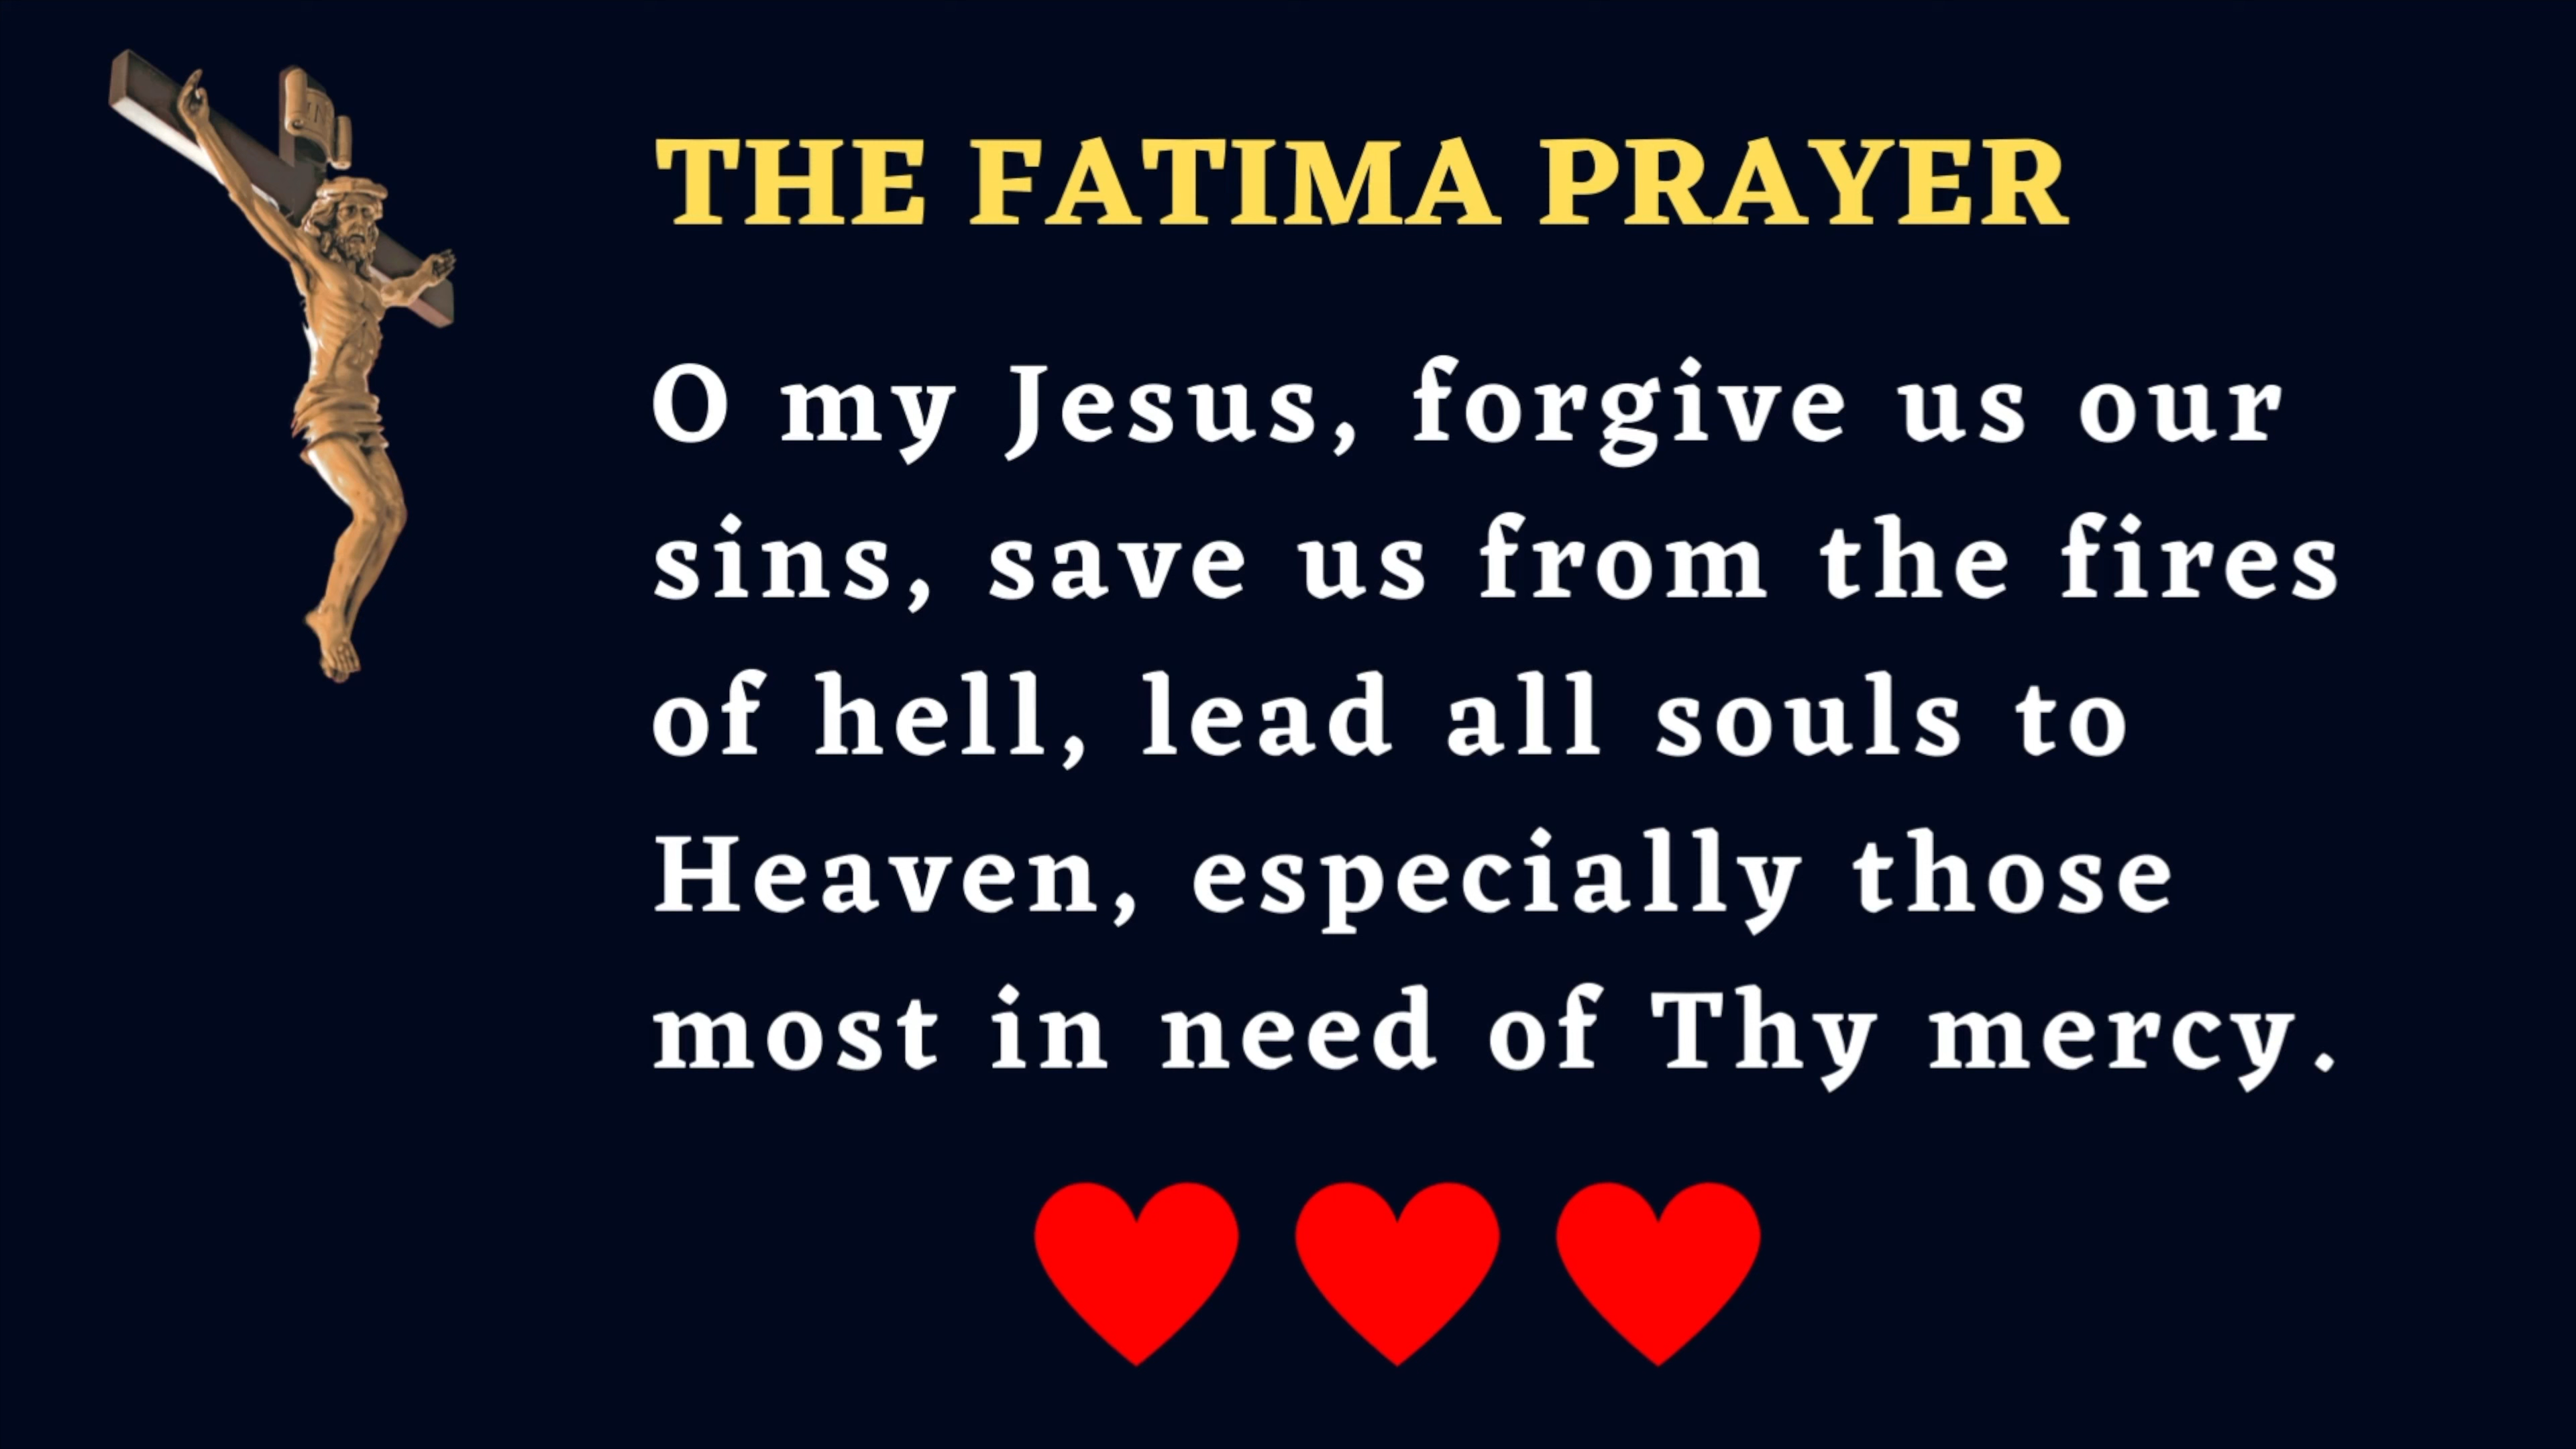 THE FATIMA PRAYER
O my Jesus, forgive us our
sins, save us from the fires
of hell, lead all souls to
Heaven, especially those
most in need of Thy mercy.